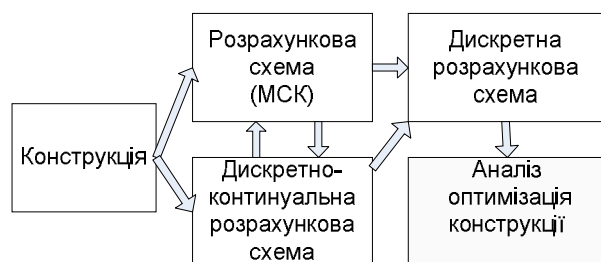 Розрахункова
схема
(МСК)
Дискретна
розрахункова
схема
Конструкція
Дискретно-
континуальна
розрахункова
схема
Аналіз
оптимізація
конструкції